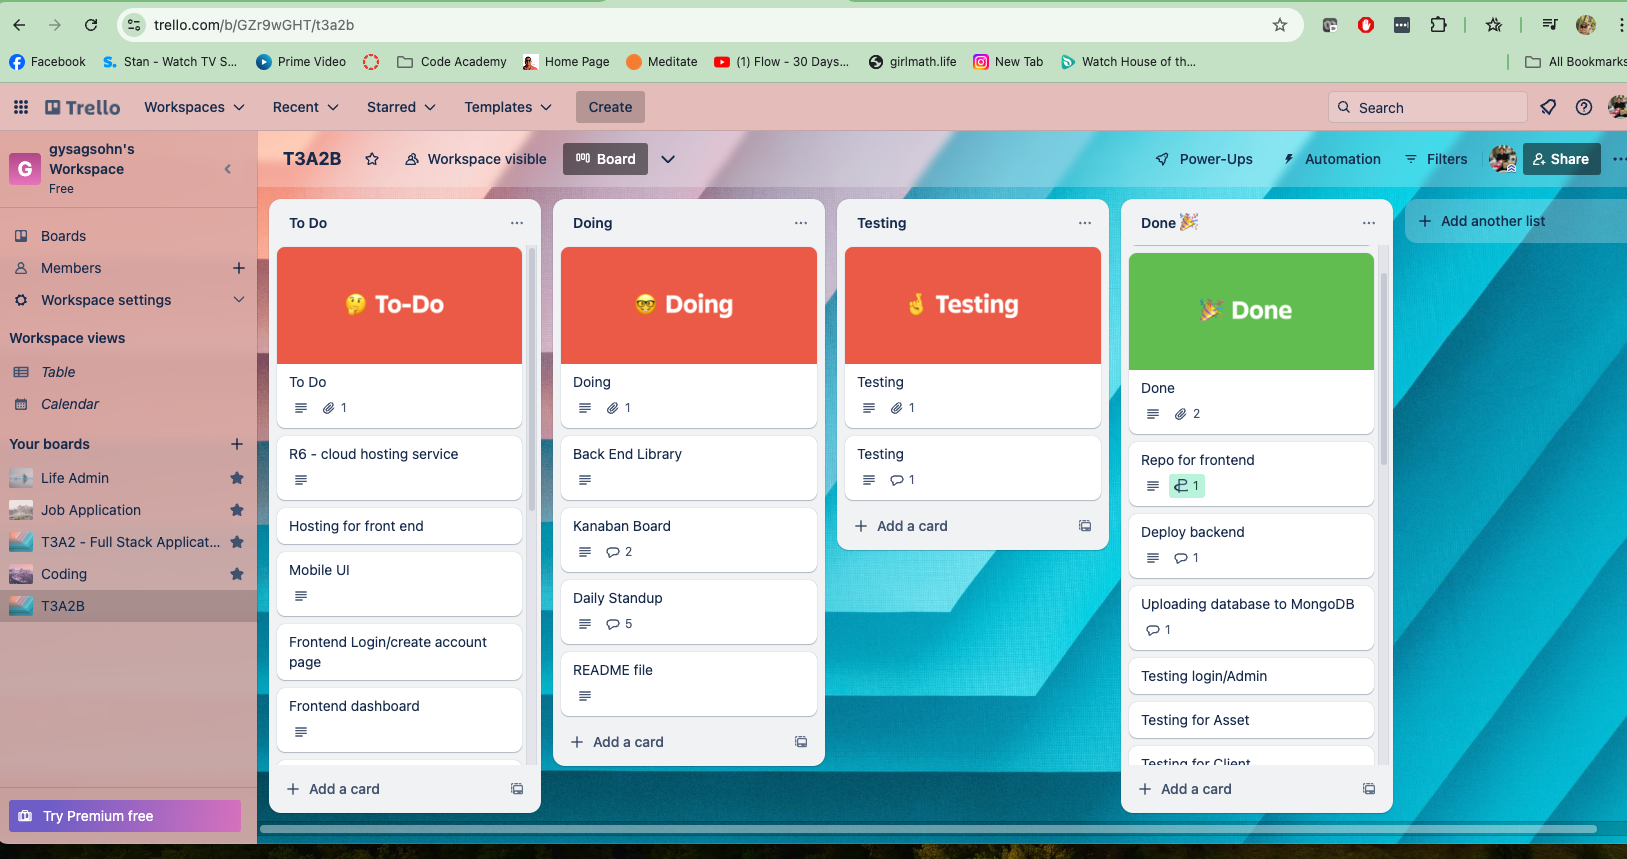 trello.com/b/GZr9wGHT/t3a2b
Facebook
Stan - Watch TV S...
Prime Video
Code Academy
Home Page
Meditate
(1) Flow - 30 Days...
girlmath.life
New Tab
Watch House of th...
All Bookmarks
Trello
Workspaces
Recent
Starred
Templates
Create
Search
G
gysagsohn's
Workspace
Free
Boards
Members
Workspace settings
Workspace views
Table
Calendar
Your boards
Life Admin
Job Application
T3A2 - Full Stack Applicat...
Coding
T3A2B
Try Premium free
T3A2B
Workspace visible
Board
Power-Ups
Automation
Filters
Share
To Do
🤔 To-Do
To Do
1
R6 - cloud hosting service
Hosting for front end
Mobile UI
Frontend Login/create account
page
Frontend dashboard
+ Add a card
Doing
🤓 Doing
Doing
1
Back End Library
Kanaban Board
2
Daily Standup
5
README file
+ Add a card
Testing
🤞 Testing
Testing
1
Testing
1
+ Add a card
Done 🎉
🎉 Done
Done
2
Repo for frontend
1
Deploy backend
1
Uploading database to MongoDB
1
Testing login/Admin
Testing for Asset
Testing for Client
+ Add a card
+ Add another list